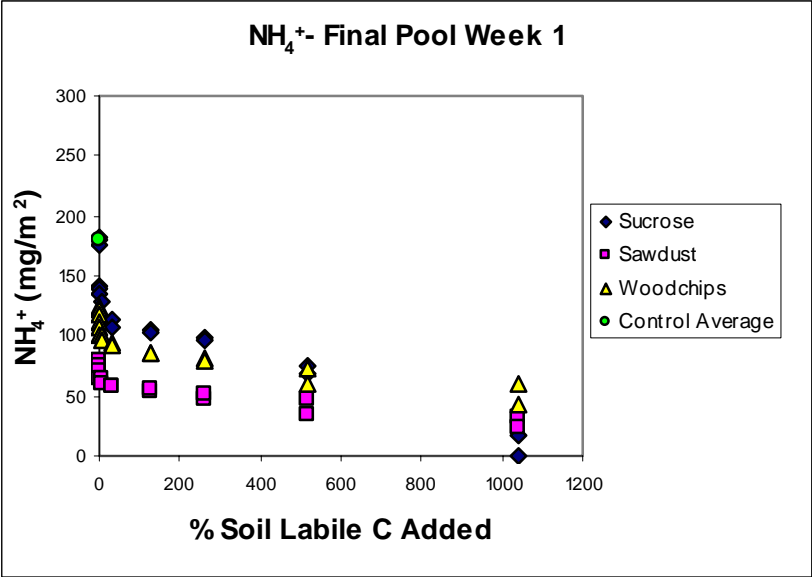 NH₄⁺- Final Pool Week 1
300
250
200
150
100
50
0
NH₄⁺ (mg/m²)
0 200 400 600 800 1000 1200
% Soil Labile C Added
Sucrose
Sawdust
Woodchips
Control Average